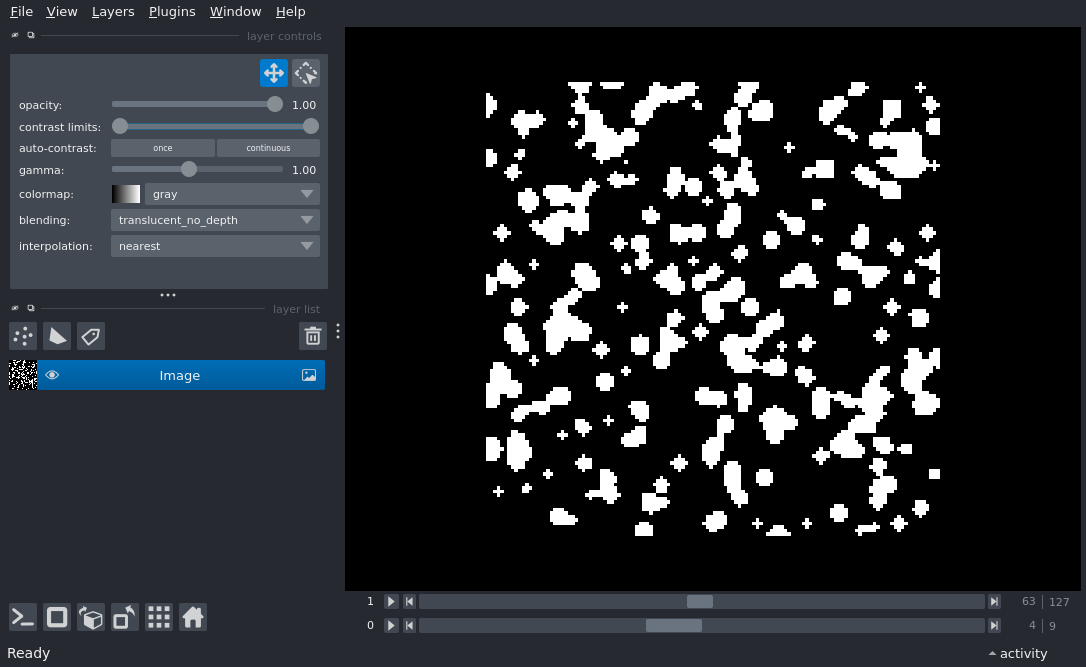 File View Layers Plugins Window Help
layer controls
opacity: 1.00
contrast limits:
auto-contrast: once continuous
gamma: 1.00
colormap: gray
blending: translucent_no_depth
interpolation: nearest
layer list
Image
1 63 127
0 4 9
Ready activity